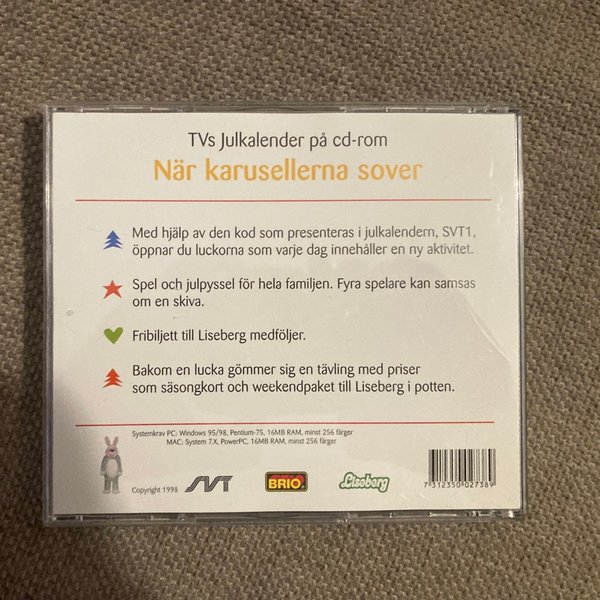 TVs Julkalender på cd-rom
När karusellerna sover
Med hjälp av den kod som presenteras i julkalendern, SVT1,
öppnar du luckorna som varje dag innehåller en ny aktivitet.
Spel och julpyssel för hela familjen. Fyra spelare kan samsas
om en skiva.
Fribiljett till Liseberg medföljer.
Bakom en lucka gömmer sig en tävling med priser
som säsongkort och weekendpaket till Liseberg i potten.
Systemkrav PC: Windows 95/98, Pentium-75, 16MB RAM, minst 256 färger
MAC: System 7.X, PowerPC, 16MB RAM, minst 256 färger
Copyright 1998
SVT
BRIO
Liseberg
7 312350 027389